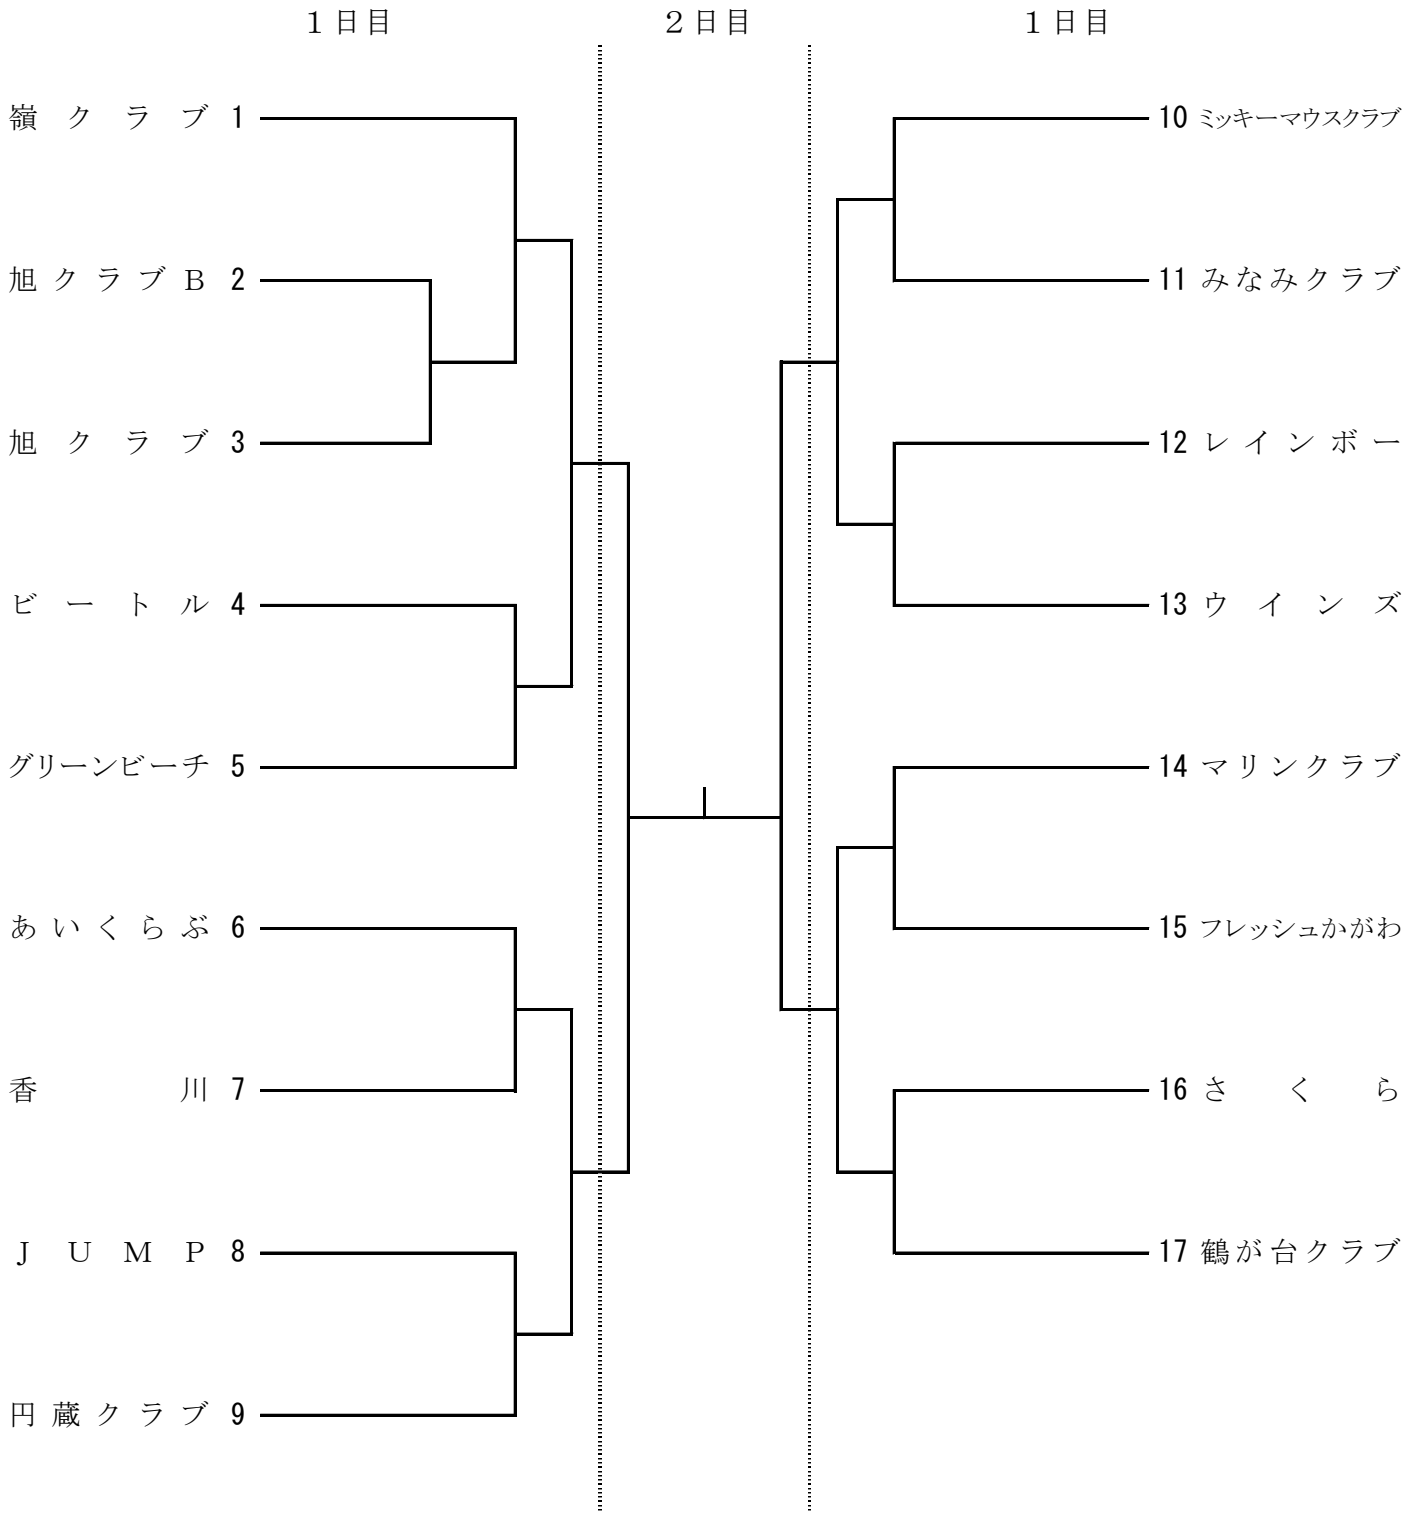 １日目 ２日目 １日目
嶺クラブ 1
旭クラブＢ 2
旭クラブ 3
ビートル 4
グリーンビーチ 5
あいくらぶ 6
香川 7
ＪＵＭＰ 8
円蔵クラブ 9
10 ミッキーマウスクラブ
11 みなみクラブ
12 レインボー
13 ウインズ
14 マリンクラブ
15 フレッシュかがわ
16 さくら
17 鶴が台クラブ